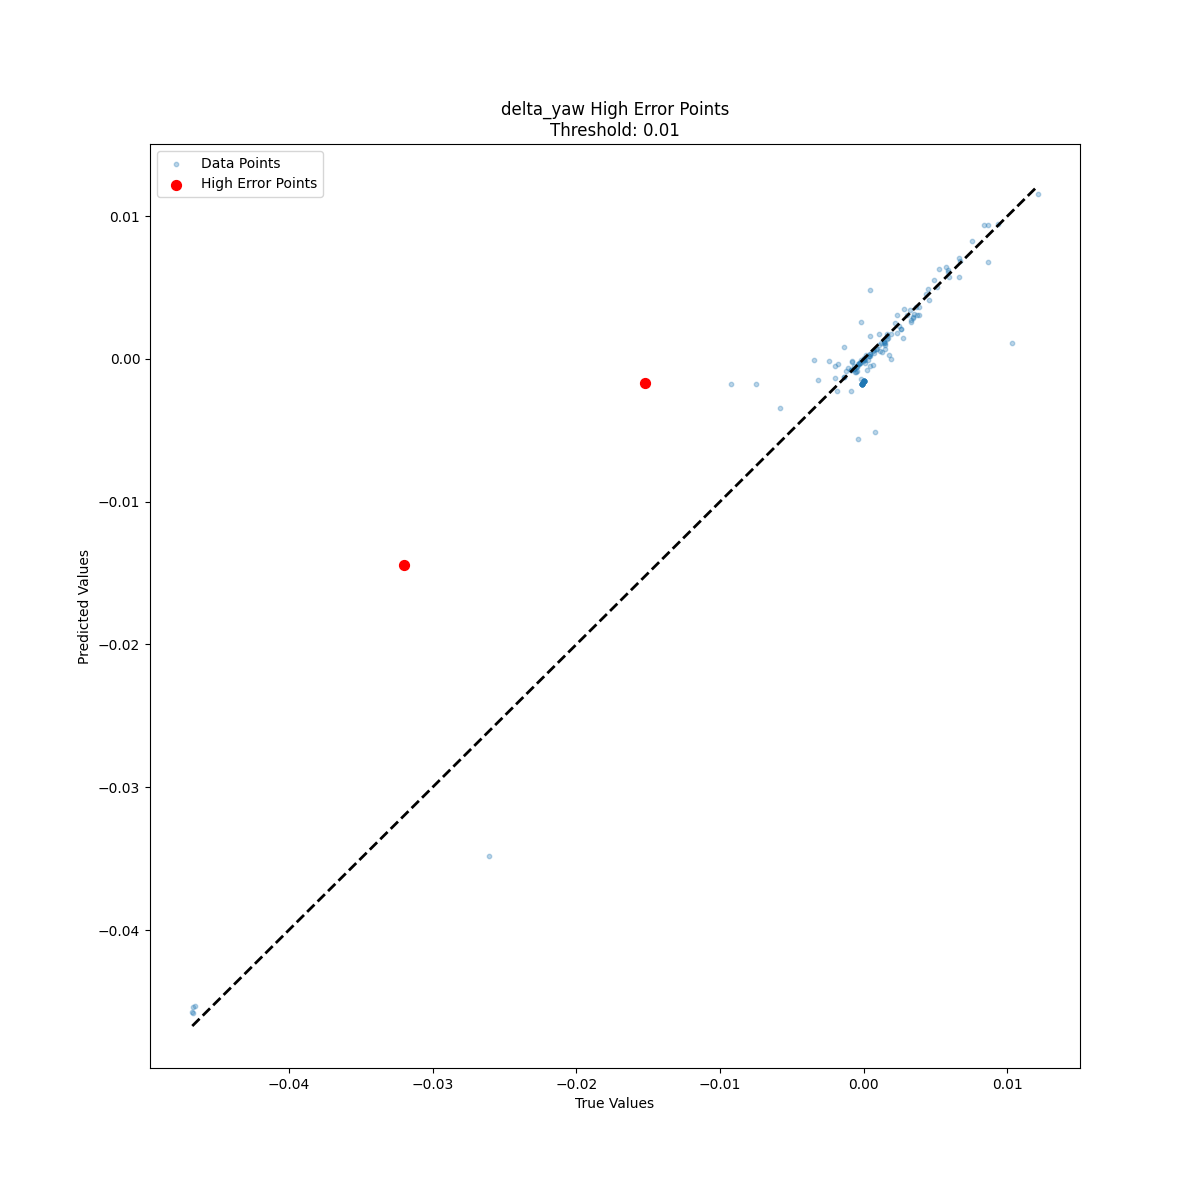 delta_yaw High Error Points
Threshold: 0.01
Data Points
High Error Points
0.01
0.00
−0.01
−0.02
−0.03
−0.04
Predicted Values
−0.04
−0.03
−0.02
−0.01
0.00
0.01
True Values